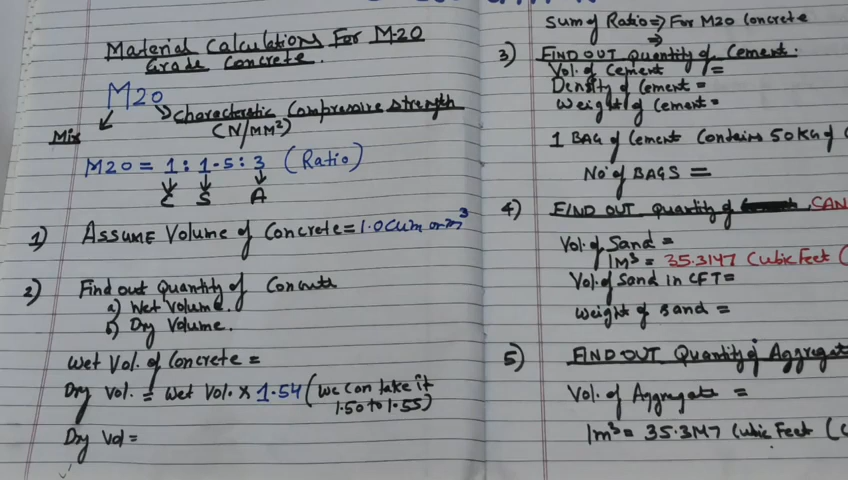 Material Calculations For M-20
Grade Concrete.
M20
Characteristic Compressive strength
(N/MM²)
Mix
M20 = 1 : 1.5 : 3 (Ratio)
C S A
1) Assume Volume of Concrete = 1.0 Cum or m³
2) Find out Quantity of Concrete
a) Wet Volume.
b) Dry Volume.
Wet Vol. of Concrete =
Dry Vol. = Wet Vol. × 1.54 (We can take it
1.50 to 1.55)
Dry Vol =
Sum of Ratio => For M20 Concrete
=>
3) FIND OUT Quantity of Cement.
Vol. of Cement =
Density of Cement =
Weight of Cement =
1 BAG of Cement Contains 50 KG of
No of BAGS =
4) FIND OUT Quantity of
Vol. of Sand =
1M³ = 35.3147 Cubic Feet (
Vol. of Sand in CFT =
Weight of Sand =
5) FIND OUT Quantity of Aggregat
Vol. of Aggregate =
1m³ = 35.3147 Cubic Feet (C